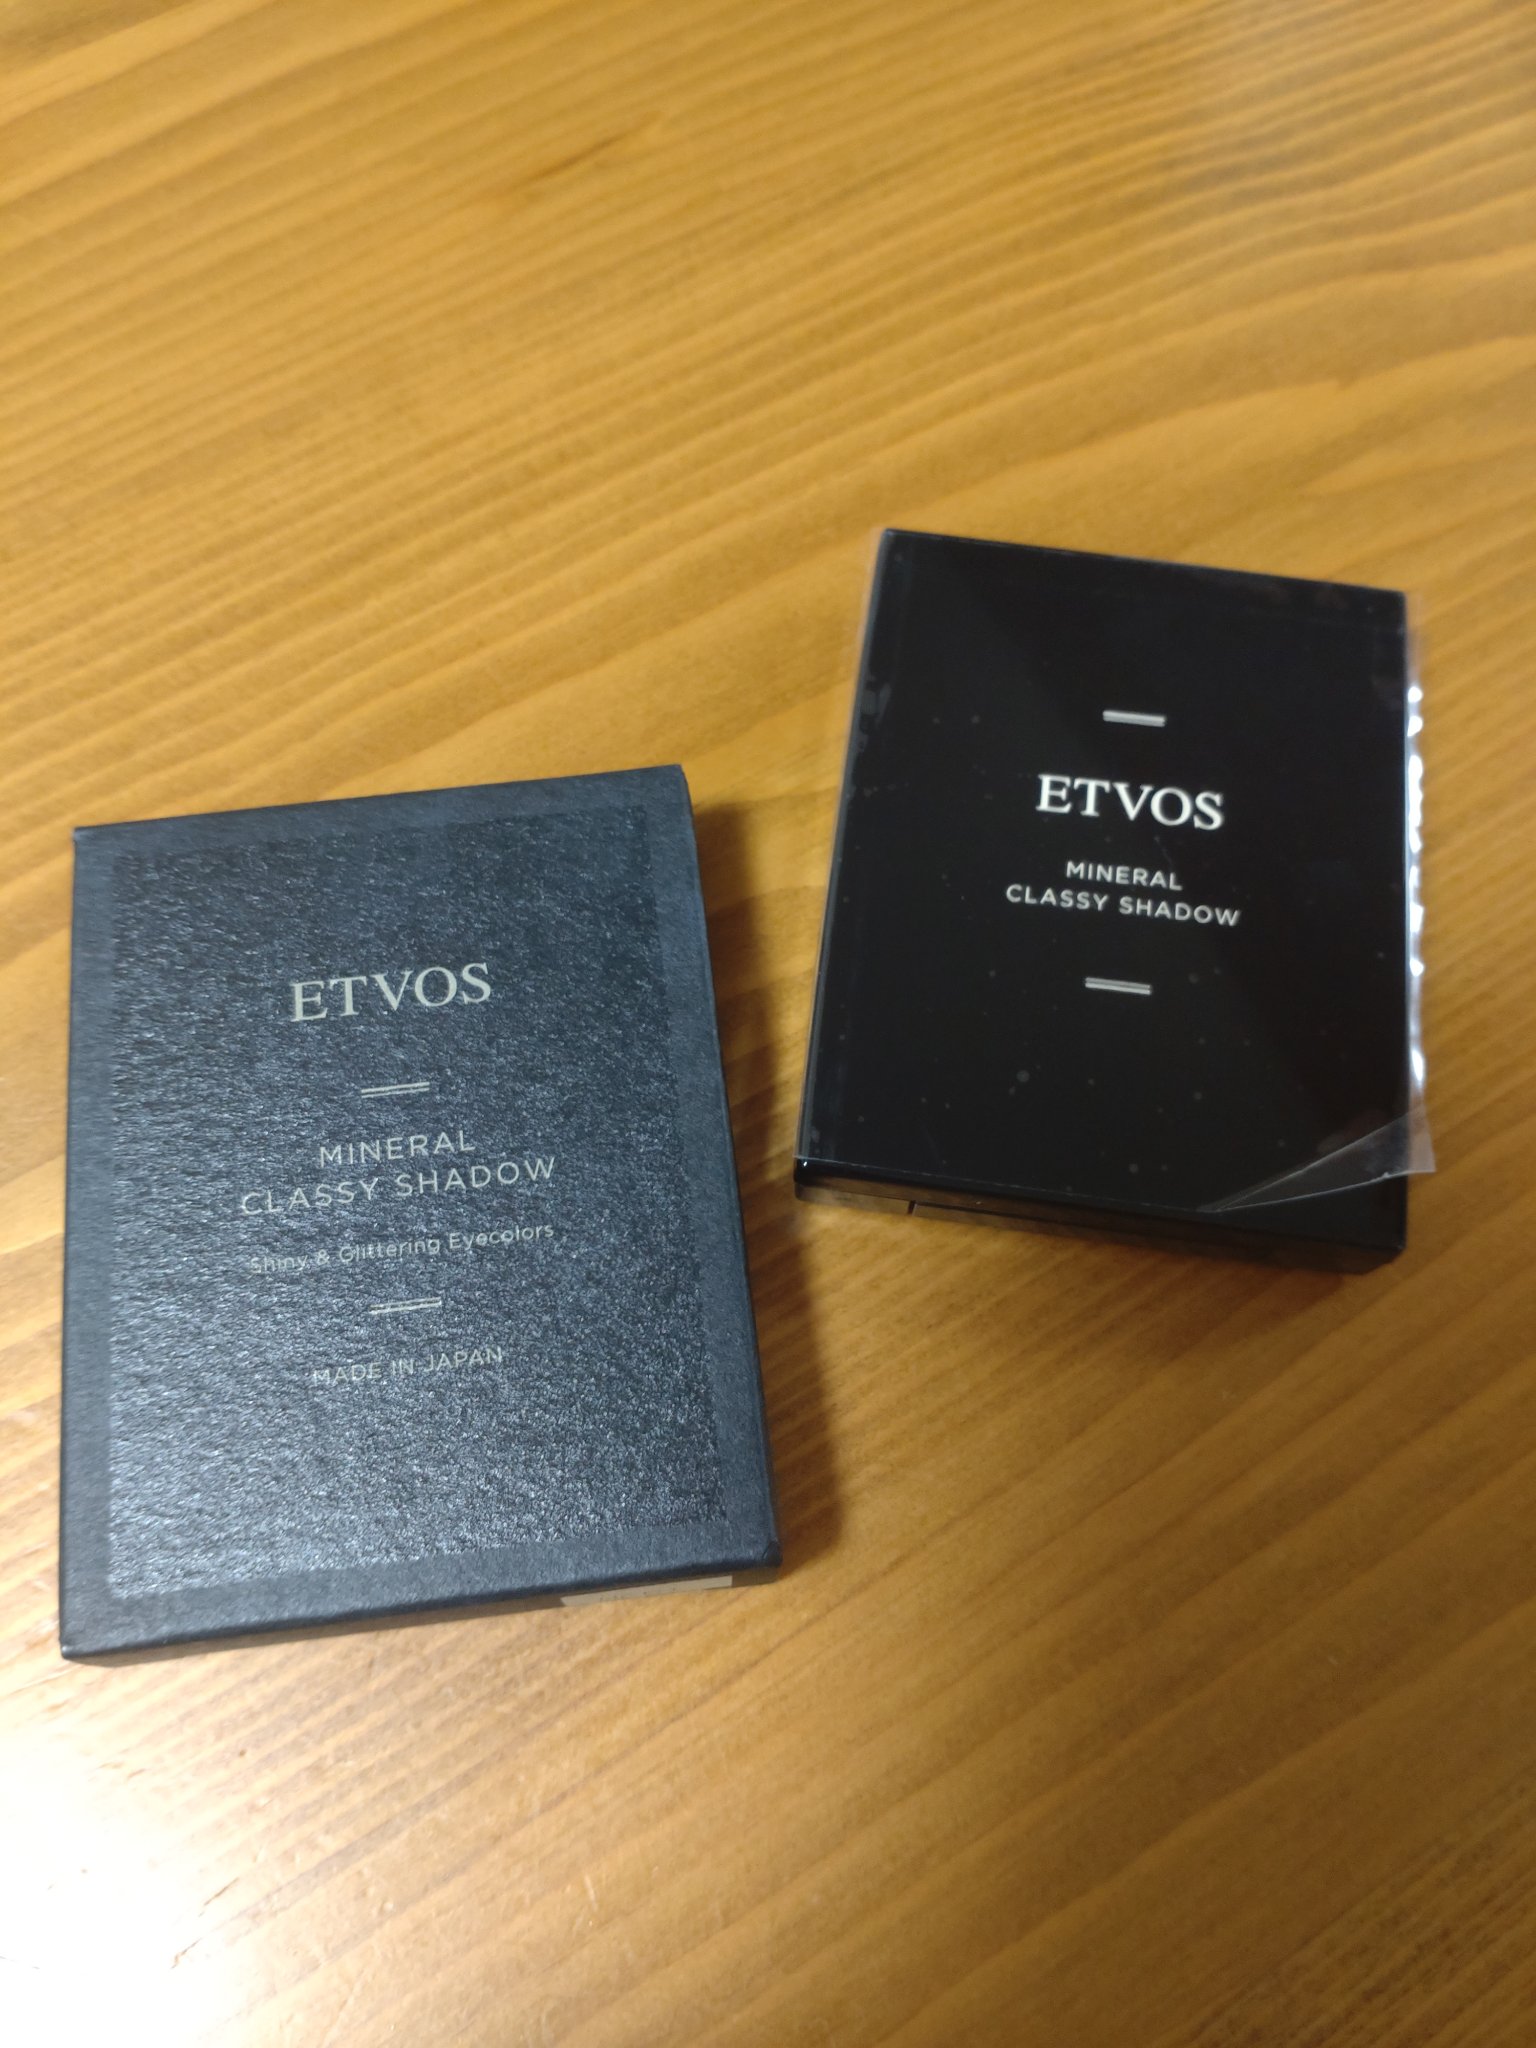 ETVOS
MINERAL
CLASSY SHADOW
Shiny & Glittering Eyecolors
MADE IN JAPAN
ETVOS
MINERAL
CLASSY SHADOW